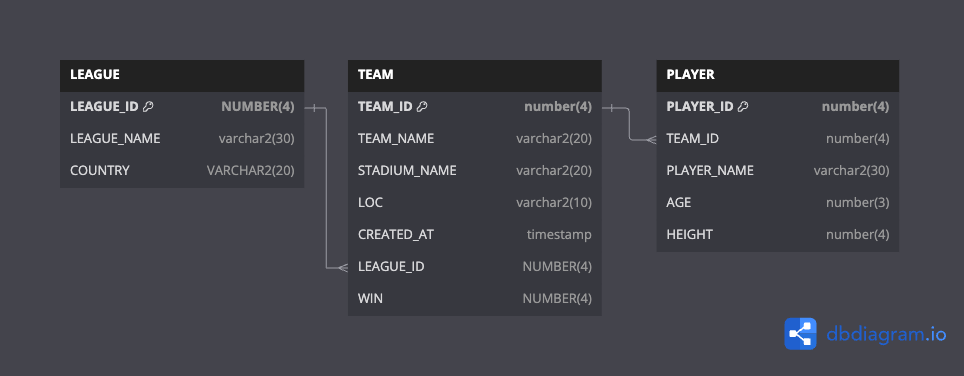 LEAGUE
LEAGUE_ID NUMBER(4)
LEAGUE_NAME varchar2(30)
COUNTRY VARCHAR2(20)
TEAM
TEAM_ID number(4)
TEAM_NAME varchar2(20)
STADIUM_NAME varchar2(20)
LOC varchar2(10)
CREATED_AT timestamp
LEAGUE_ID NUMBER(4)
WIN NUMBER(4)
PLAYER
PLAYER_ID number(4)
TEAM_ID number(4)
PLAYER_NAME varchar2(30)
AGE number(3)
HEIGHT number(4)
dbdiagram.io